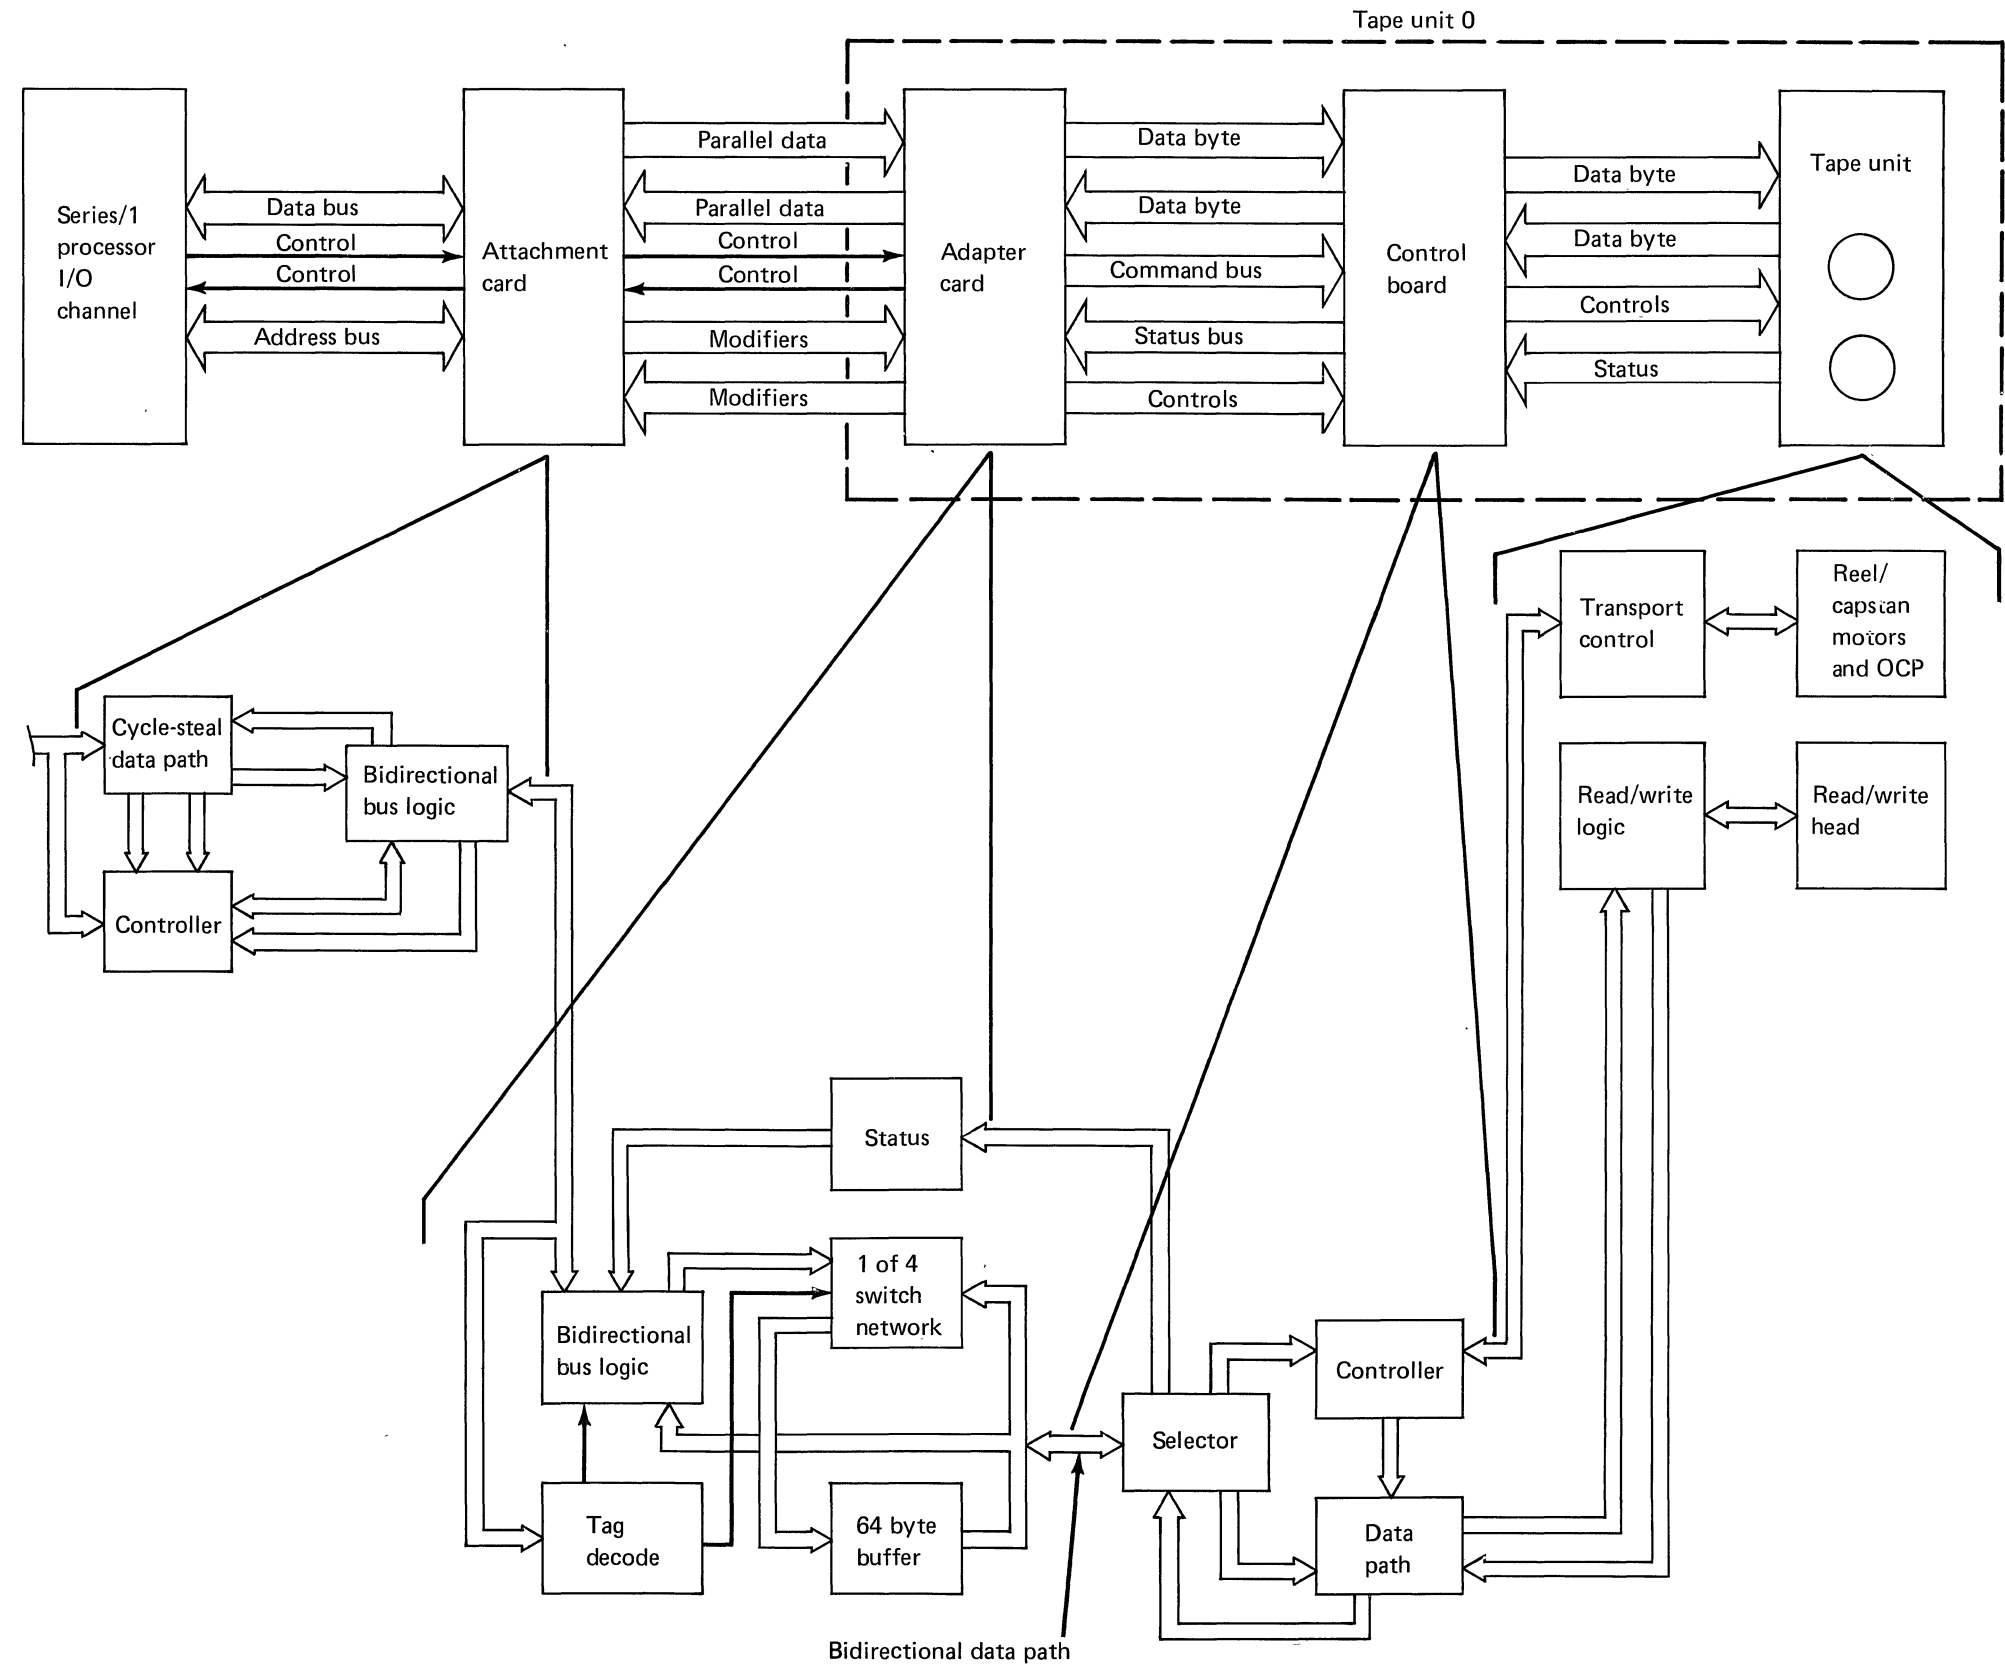 Tape unit 0
Series/1
processor
I/O
channel
Data bus
Control
Control
Address bus
Attachment
card
Parallel data
Parallel data
Control
Control
Modifiers
Modifiers
Adapter
card
Data byte
Data byte
Command bus
Status bus
Controls
Control
board
Data byte
Data byte
Controls
Status
Tape unit
Transport
control
Reel/
capstan
motors
and OCP
Read/write
logic
Read/write
head
Cycle-steal
data path
Bidirectional
bus logic
Controller
Status
1 of 4
switch
network
Bidirectional
bus logic
Tag
decode
64 byte
buffer
Selector
Controller
Data
path
Bidirectional data path